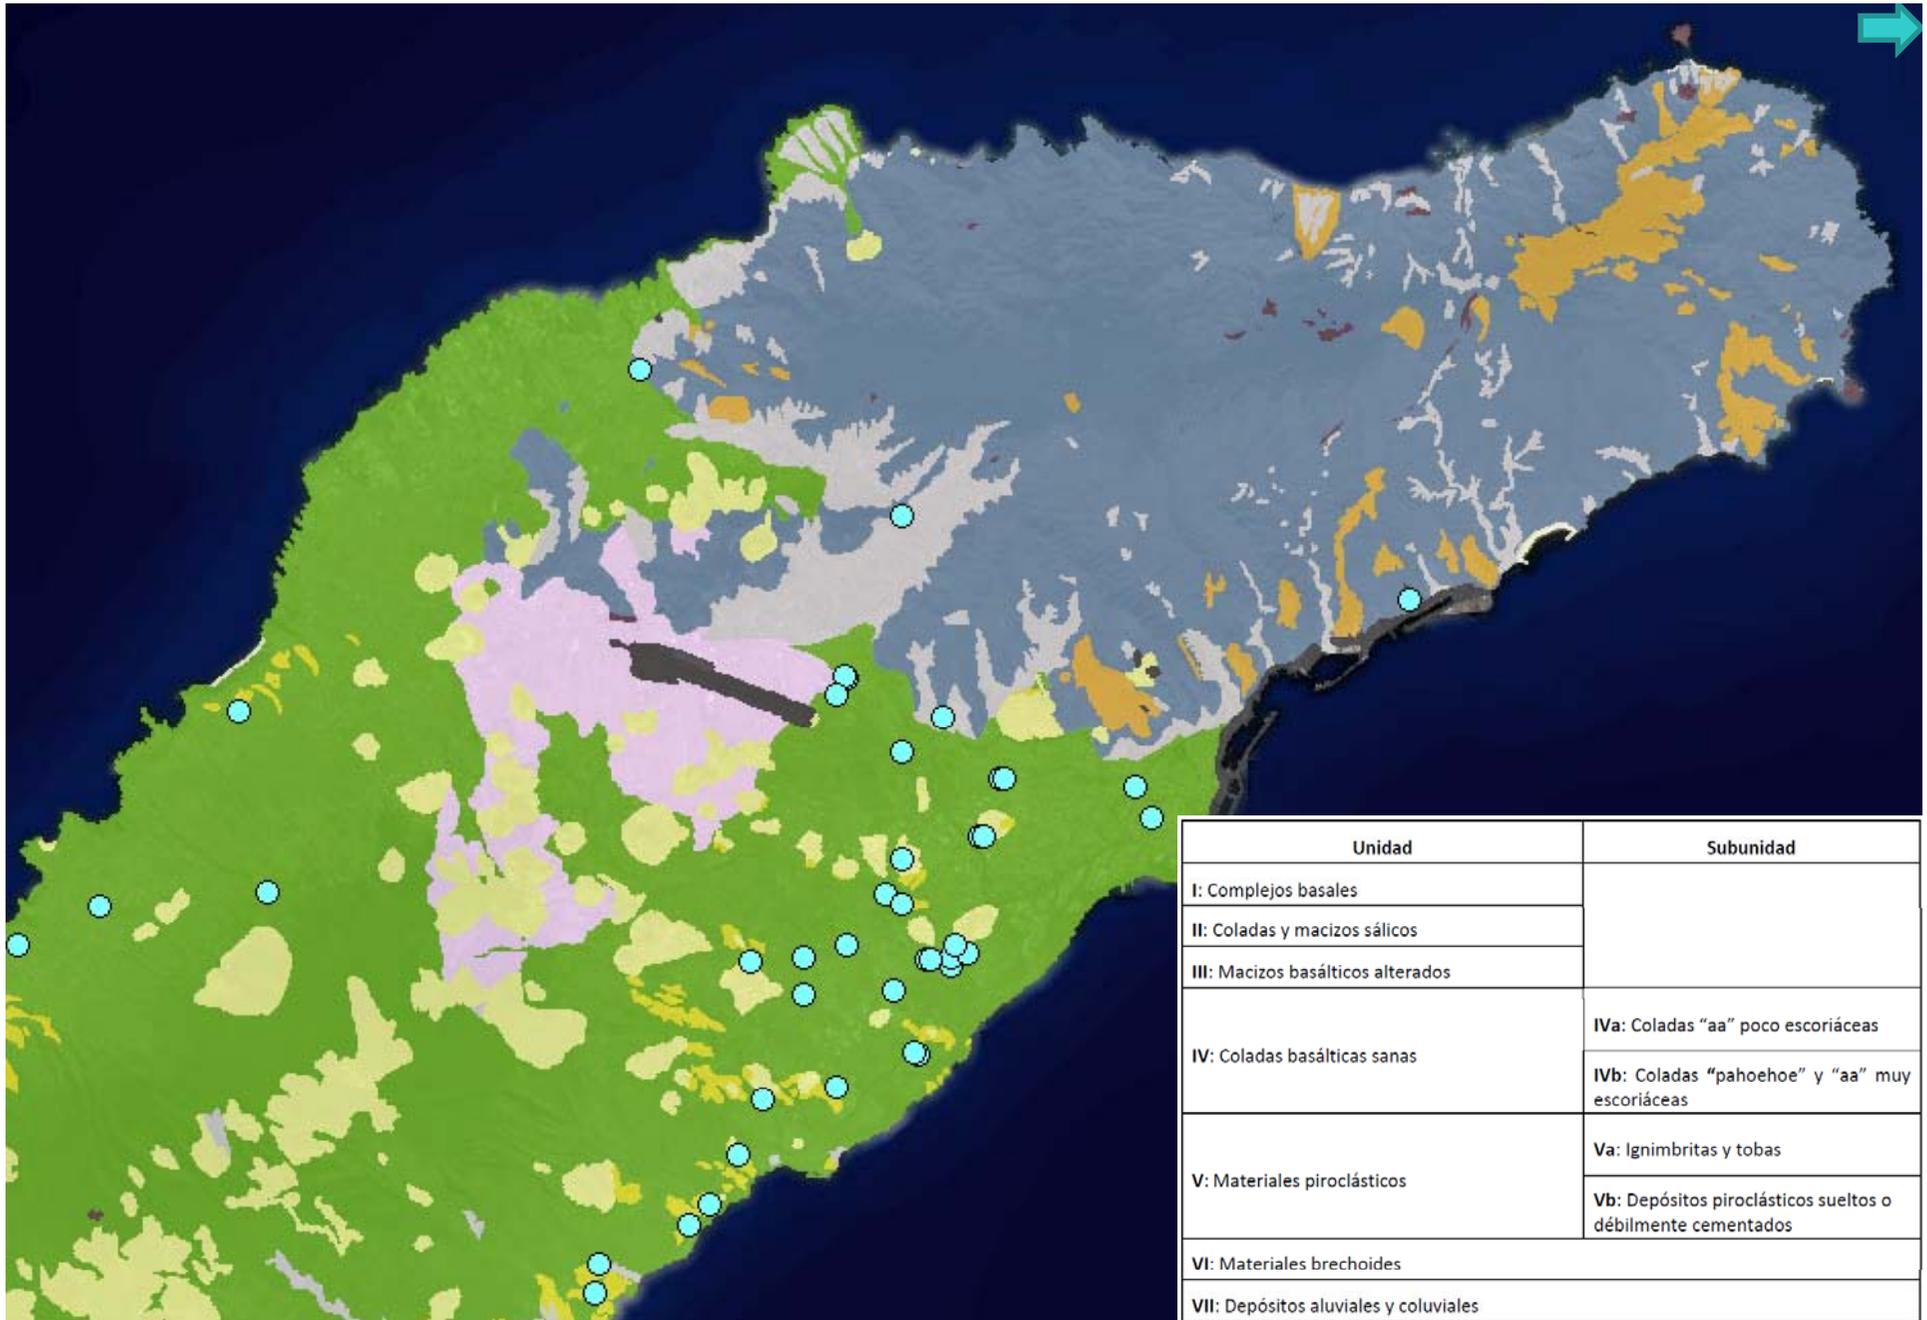 Unidad Subunidad
I: Complejos basales
II: Coladas y macizos sálicos
III: Macizos basálticos alterados
IV: Coladas basálticas sanas
IVa: Coladas “aa” poco escoriáceas
IVb: Coladas “pahoehoe” y “aa” muy
escoriáceas
V: Materiales piroclásticos
Va: Ignimbritas y tobas
Vb: Depósitos piroclásticos sueltos o
débilmente cementados
VI: Materiales brechoides
VII: Depósitos aluviales y coluviales